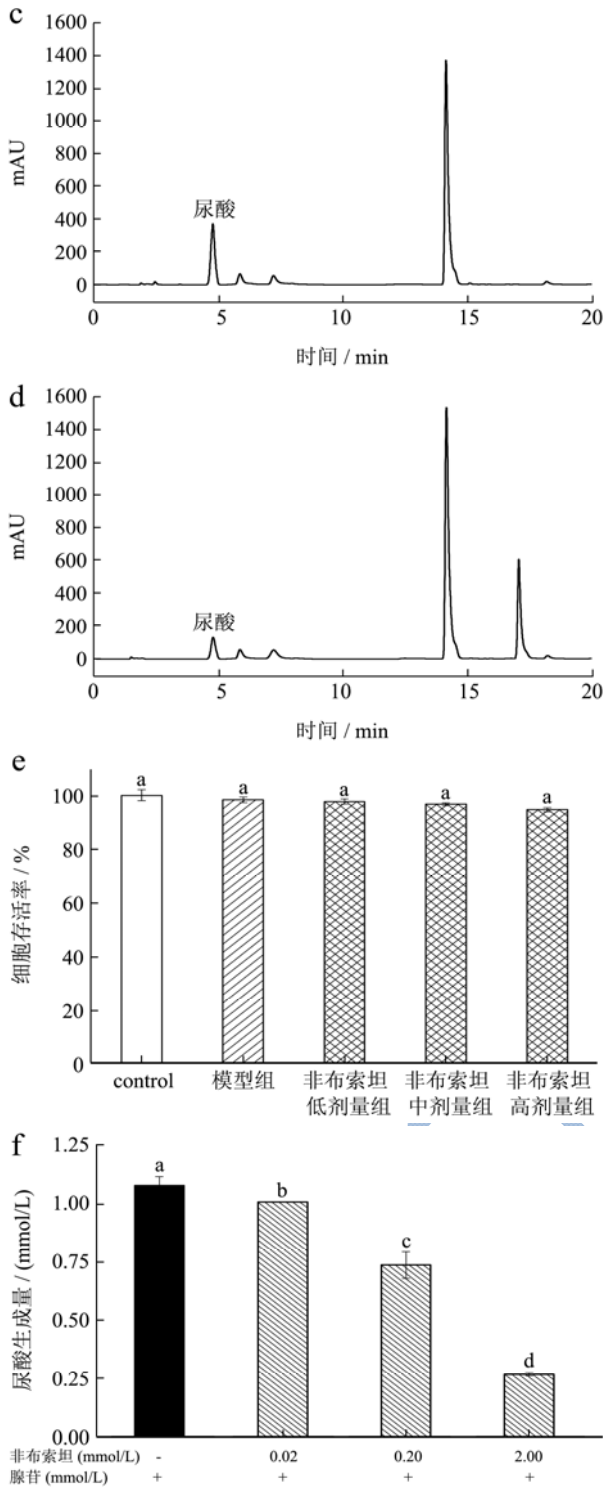 c
1600
1400
1200
1000
800
600
400
200
0
mAU
尿酸
0 5 10 15 20
时间 / min
d
1600
1400
1200
1000
800
600
400
200
0
mAU
尿酸
0 5 10 15 20
时间 / min
e
100
80
60
40
20
0
细胞存活率 / %
a a a a a
control 模型组 非布索坦 非布索坦 非布索坦
低剂量组 中剂量组 高剂量组
f
1.25
1.00
0.75
0.50
0.25
0.00
尿酸生成量 / (mmol/L)
a b c d
非布索坦 (mmol/L) - 0.02 0.20 2.00
腺苷 (mmol/L) + + + +